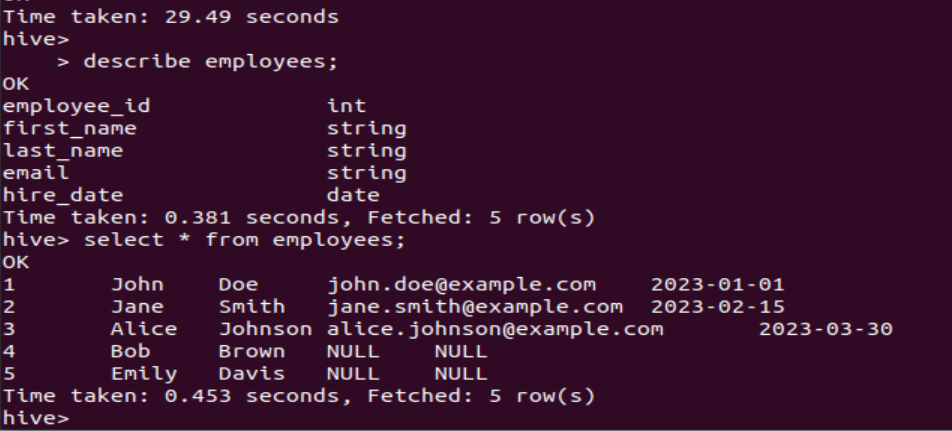 Time taken: 29.49 seconds
hive>
    > describe employees;
OK
employee_id             int
first_name              string
last_name               string
email                   string
hire_date               date
Time taken: 0.381 seconds, Fetched: 5 row(s)
hive> select * from employees;
OK
1       John    Doe     john.doe@example.com    2023-01-01
2       Jane    Smith   jane.smith@example.com  2023-02-15
3       Alice   Johnson alice.johnson@example.com       2023-03-30
4       Bob     Brown   NULL    NULL
5       Emily   Davis   NULL    NULL
Time taken: 0.453 seconds, Fetched: 5 row(s)
hive>